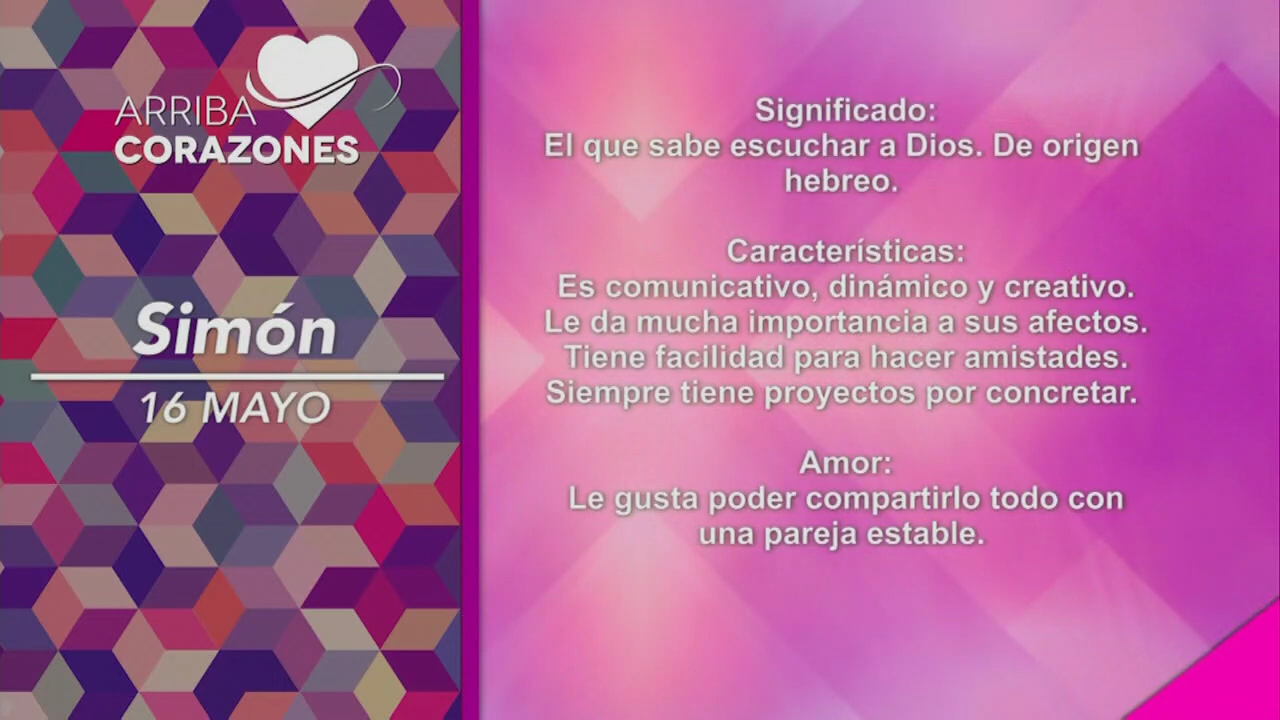 ARRIBA
CORAZONES
Simón
16 MAYO
Significado:
El que sabe escuchar a Dios. De origen
hebreo.
Características:
Es comunicativo, dinámico y creativo.
Le da mucha importancia a sus afectos.
Tiene facilidad para hacer amistades.
Siempre tiene proyectos por concretar.
Amor:
Le gusta poder compartirlo todo con
una pareja estable.